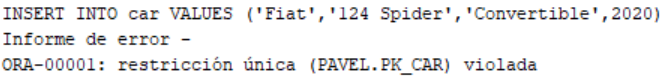 INSERT INTO car VALUES ('Fiat','124 Spider','Convertible',2020)
Informe de error -
ORA-00001: restricción única (PAVEL.PK_CAR) violada